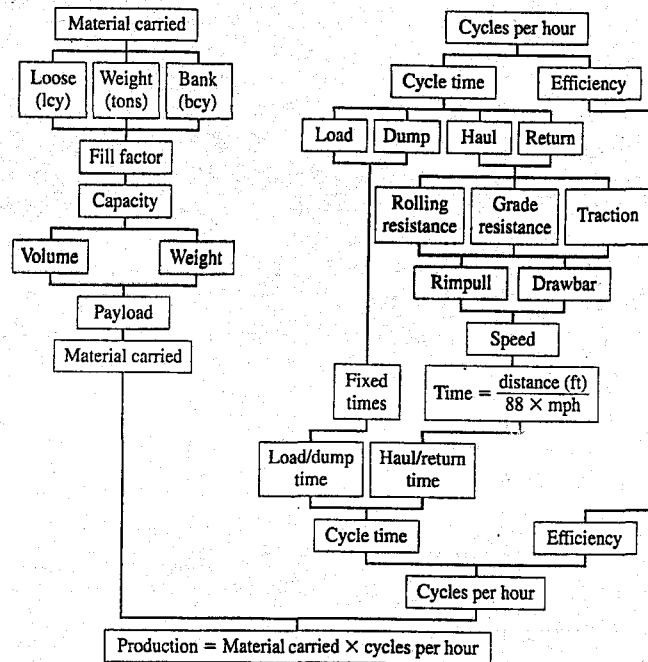 Material carried
Loose
(lcy)
Weight
(tons)
Bank
(bcy)
Fill factor
Capacity
Volume
Weight
Payload
Material carried
Cycles per hour
Cycle time
Efficiency
Load
Dump
Haul
Return
Rolling
resistance
Grade
resistance
Traction
Rimpull
Drawbar
Speed
Fixed
times
Time = distance (ft) / 88 × mph
Load/dump
time
Haul/return
time
Cycle time
Efficiency
Cycles per hour
Production = Material carried × cycles per hour